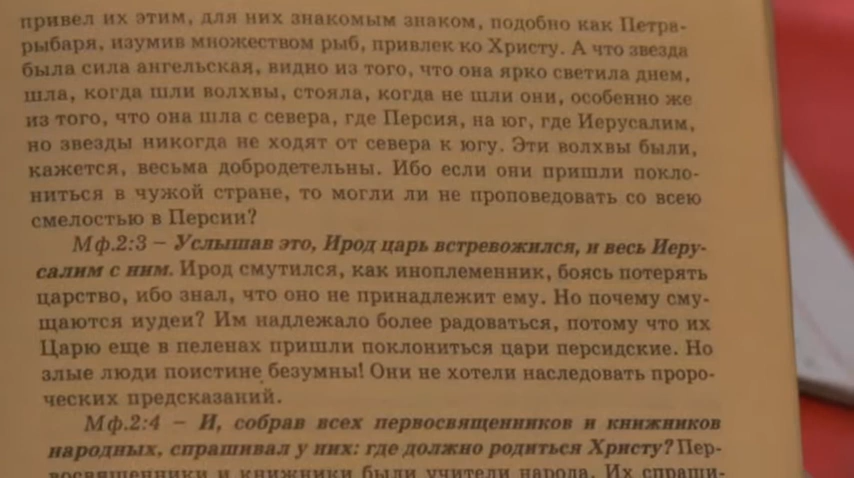 привел их этим, для них знакомым знаком, подобно как Петра-
рыбаря, изумив множеством рыб, привлек ко Христу. А что звезда
была сила ангельская, видно из того, что она ярко светила днем,
шла, когда шли волхвы, стояла, когда не шли они, особенно же
из того, что она шла с севера, где Персия, на юг, где Иерусалим,
но звезды никогда не ходят от севера к югу. Эти волхвы были,
кажется, весьма добродетельны. Ибо если они пришли покло-
ниться в чужой стране, то могли ли не проповедовать со всею
смелостью в Персии?
Мф.2:3 – Услышав это, Ирод царь встревожился, и весь Иеру-
салим с ним. Ирод смутился, как иноплеменник, боясь потерять
царство, ибо знал, что оно не принадлежит ему. Но почему сму-
щаются иудеи? Им надлежало более радоваться, потому что их
Царю еще в пеленах пришли поклониться цари персидские. Но
злые люди поистине безумны! Они не хотели наследовать проро-
ческих предсказаний.
Мф.2:4 – И, собрав всех первосвященников и книжников
народных, спрашивал у них: где должно родиться Христу? Пер-
восвященники и книжники были учители народа. Их спраши-